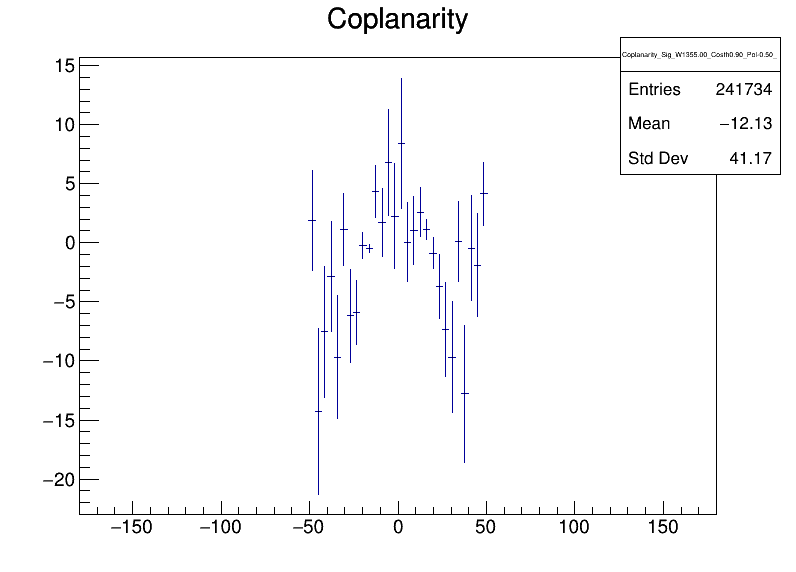 Coplanarity
Coplanarity_Sig_W1355.00_Costh0.90_Pol-0.50_
Entries 241734
Mean −12.13
Std Dev 41.17
15
10
5
0
−5
−10
−15
−20
−150 −100 −50 0 50 100 150